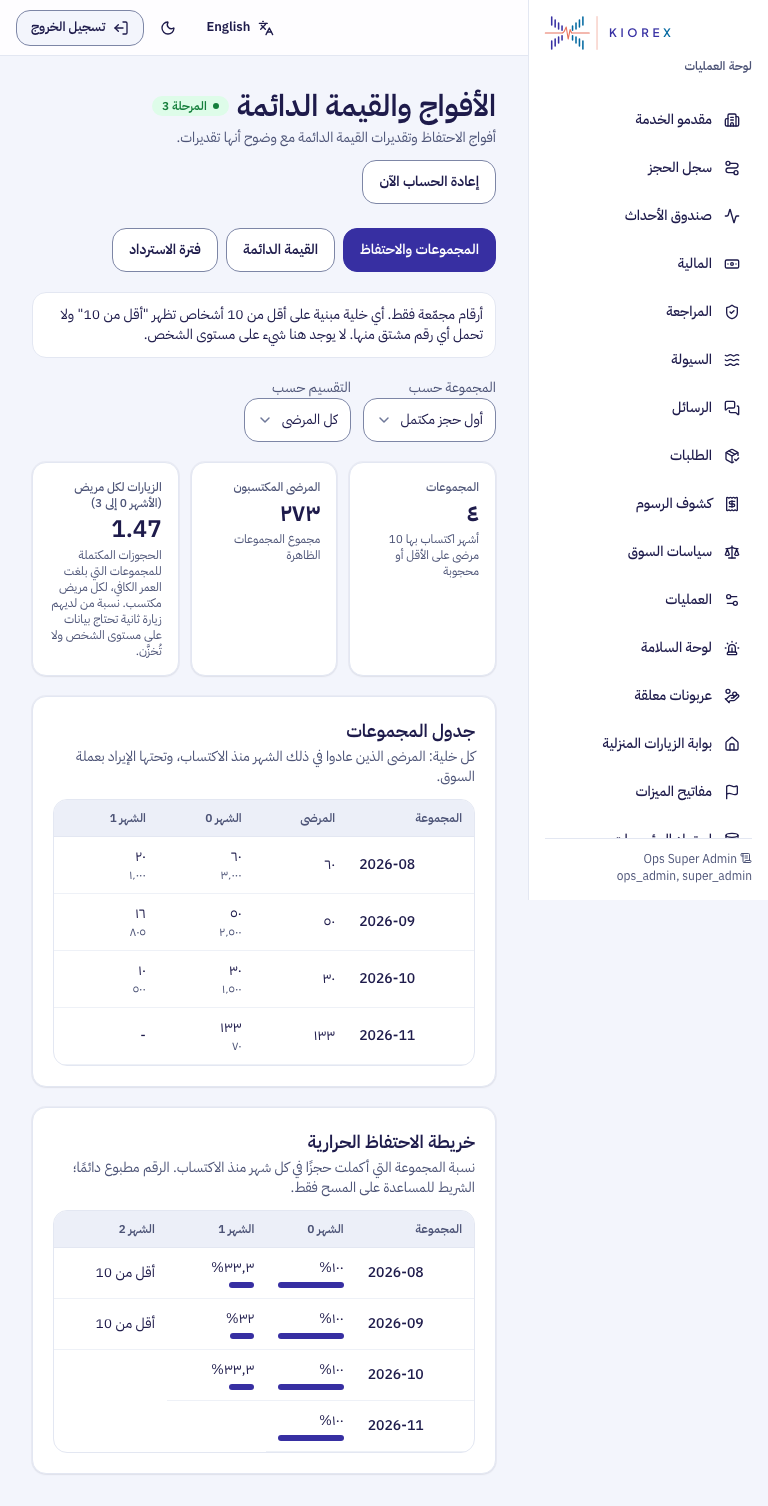 KIOREX
لوحة العمليات
مقدمو الخدمة
سجل الحجز
صندوق الأحداث
المالية
المراجعة
السيولة
الرسائل
الطلبات
كشوف الرسوم
سياسات السوق
العمليات
لوحة السلامة
عربونات معلقة
بوابة الزيارات المنزلية
مفاتيح الميزات
Ops Super Admin
ops_admin, super_admin
English
تسجيل الخروج
الأفواج والقيمة الدائمة
المرحلة 3
أفواج الاحتفاظ وتقديرات القيمة الدائمة مع وضوح أنها تقديرات.
إعادة الحساب الآن
المجموعات والاحتفاظ
القيمة الدائمة
فترة الاسترداد
أرقام مجمّعة فقط. أي خلية مبنية على أقل من 10 أشخاص تظهر "أقل من 10" ولا
تحمل أي رقم مشتق منها. لا يوجد هنا شيء على مستوى الشخص.
المجموعة حسب
التقسيم حسب
أول حجز مكتمل
كل المرضى
المجموعات
٤
أشهر اكتساب بها 10
مرضى على الأقل أو
محجوبة
المرضى المكتسبون
٢٧٣
مجموع المجموعات
الظاهرة
الزيارات لكل مريض
(الأشهر 0 إلى 3)
1.47
الحجوزات المكتملة
للمجموعات التي بلغت
العمر الكافي، لكل مريض
مكتسب. نسبة من لديهم
زيارة ثانية تحتاج بيانات
على مستوى الشخص ولا
تُخزَّن.
جدول المجموعات
كل خلية: المرضى الذين عادوا في ذلك الشهر منذ الاكتساب، وتحتها الإيراد بعملة
السوق.
المجموعة المرضى الشهر 0 الشهر 1
2026-08 ٦٠ ٦٠ ٢٠
٣٬٠٠٠ ١٬٠٠٠
2026-09 ٥٠ ٥٠ ١٦
٢٬٥٠٠ ٨٠٥
2026-10 ٣٠ ٣٠ ١٠
١٬٥٠٠ ٥٠٠
2026-11 ١٣٣ ١٣٣ -
٧٠
خريطة الاحتفاظ الحرارية
نسبة المجموعة التي أكملت حجزًا في كل شهر منذ الاكتساب. الرقم مطبوع دائمًا؛
الشريط للمساعدة على المسح فقط.
المجموعة الشهر 0 الشهر 1 الشهر 2
2026-08 ١٠٠% ٣٣٫٣% أقل من 10
2026-09 ١٠٠% ٣٢% أقل من 10
2026-10 ١٠٠% ٣٣٫٣%
2026-11 ١٠٠%